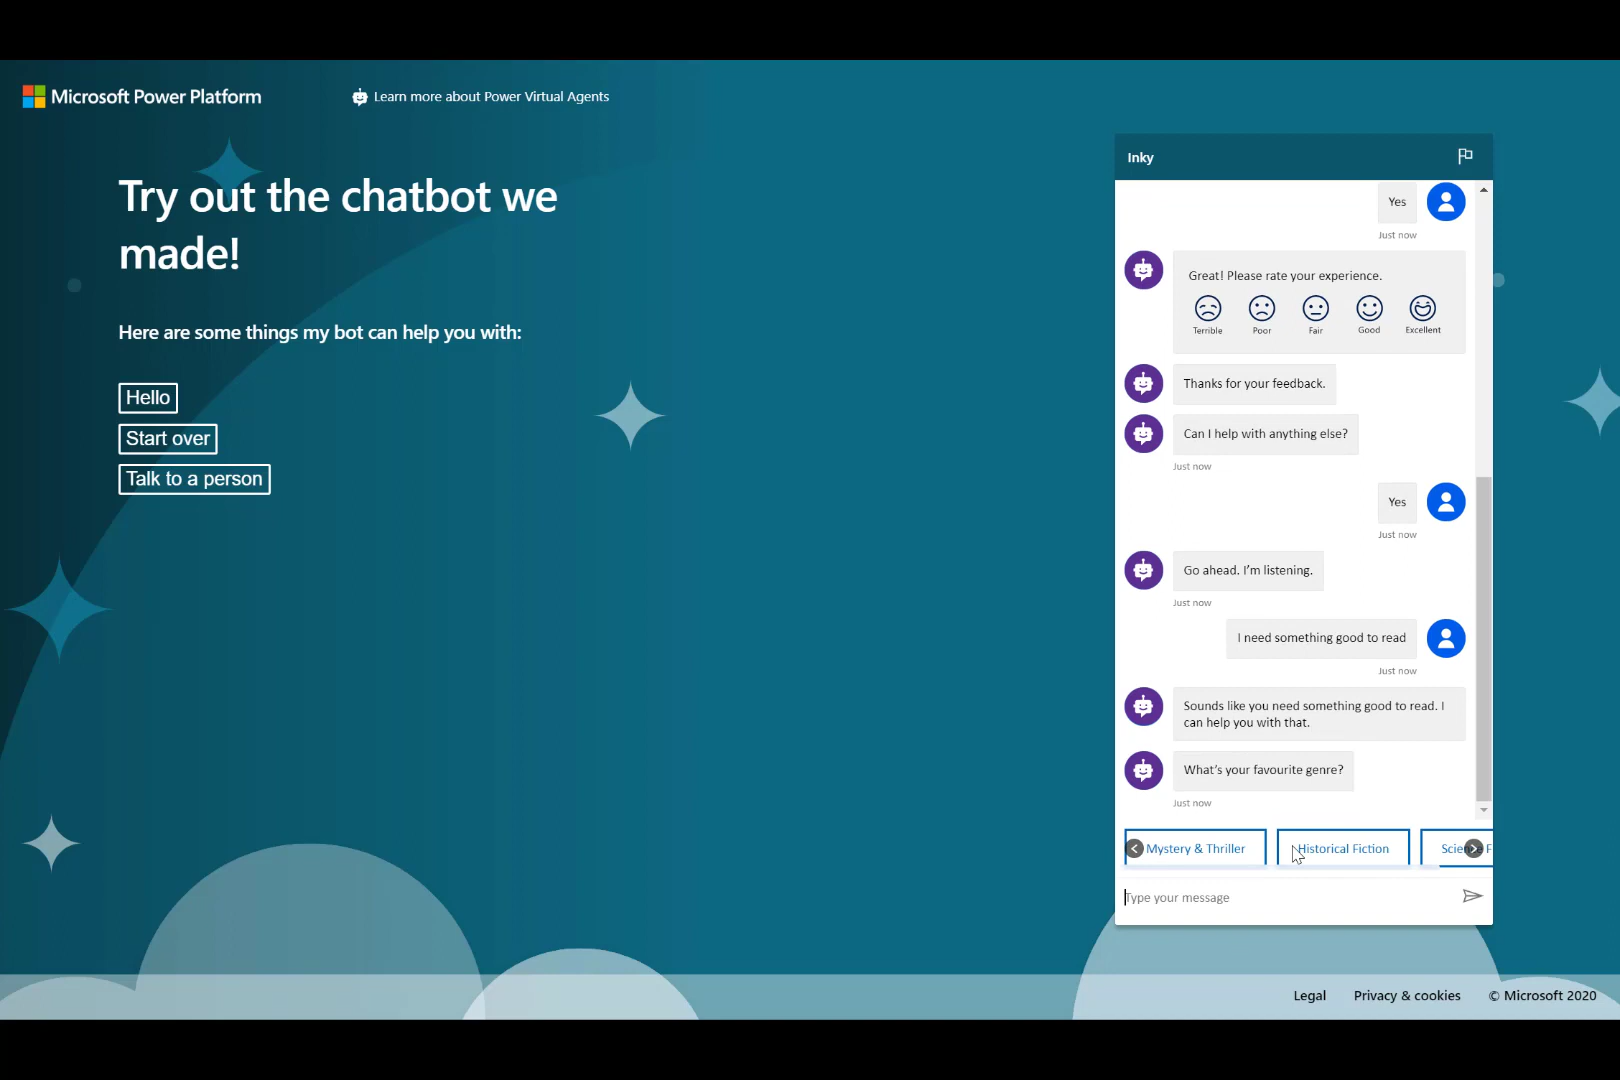 Microsoft Power Platform
Learn more about Power Virtual Agents
Try out the chatbot we
made!
Here are some things my bot can help you with:
Hello
Start over
Talk to a person
Inky
Yes
Just now
Great! Please rate your experience.
Terrible Poor Fair Good Excellent
Thanks for your feedback.
Can I help with anything else?
Just now
Yes
Just now
Go ahead. I'm listening.
Just now
I need something good to read
Just now
Sounds like you need something good to read. I
can help you with that.
What's your favourite genre?
Just now
Mystery & Thriller Historical Fiction
Type your message
Legal Privacy & cookies © Microsoft 2020